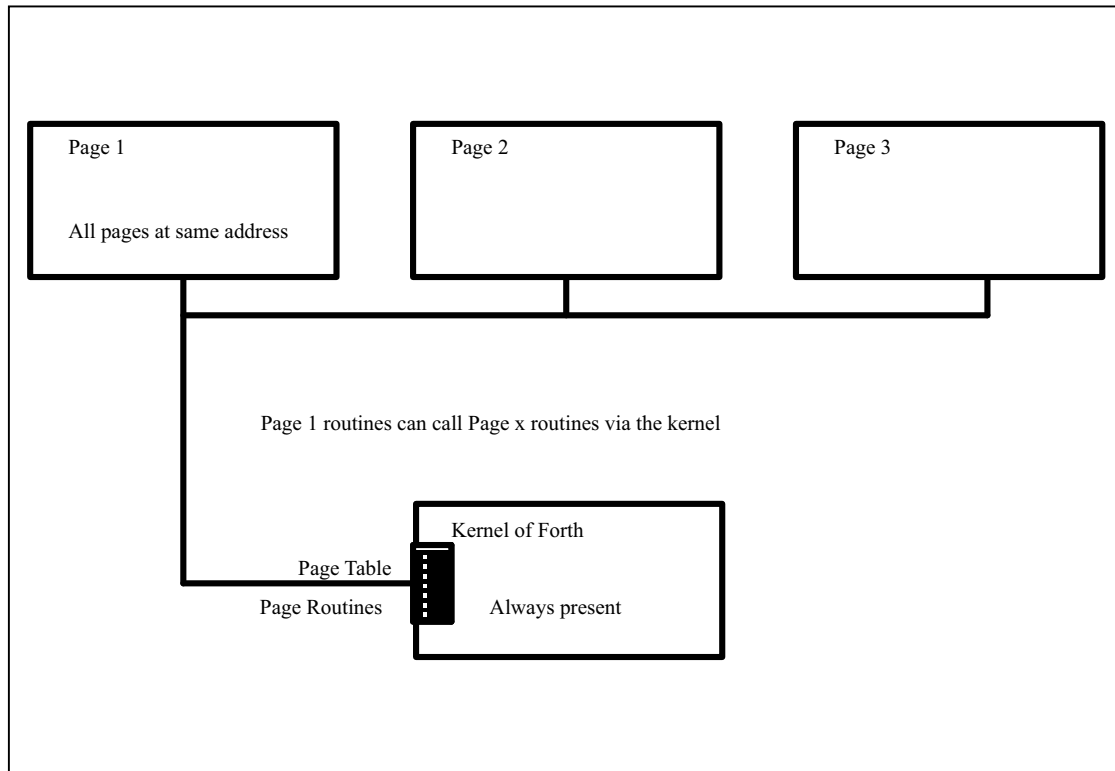 Page 1
Page 2
Page 3
All pages at same address
Page 1 routines can call Page x routines via the kernel
Kernel of Forth
Page Table
Page Routines
Always present